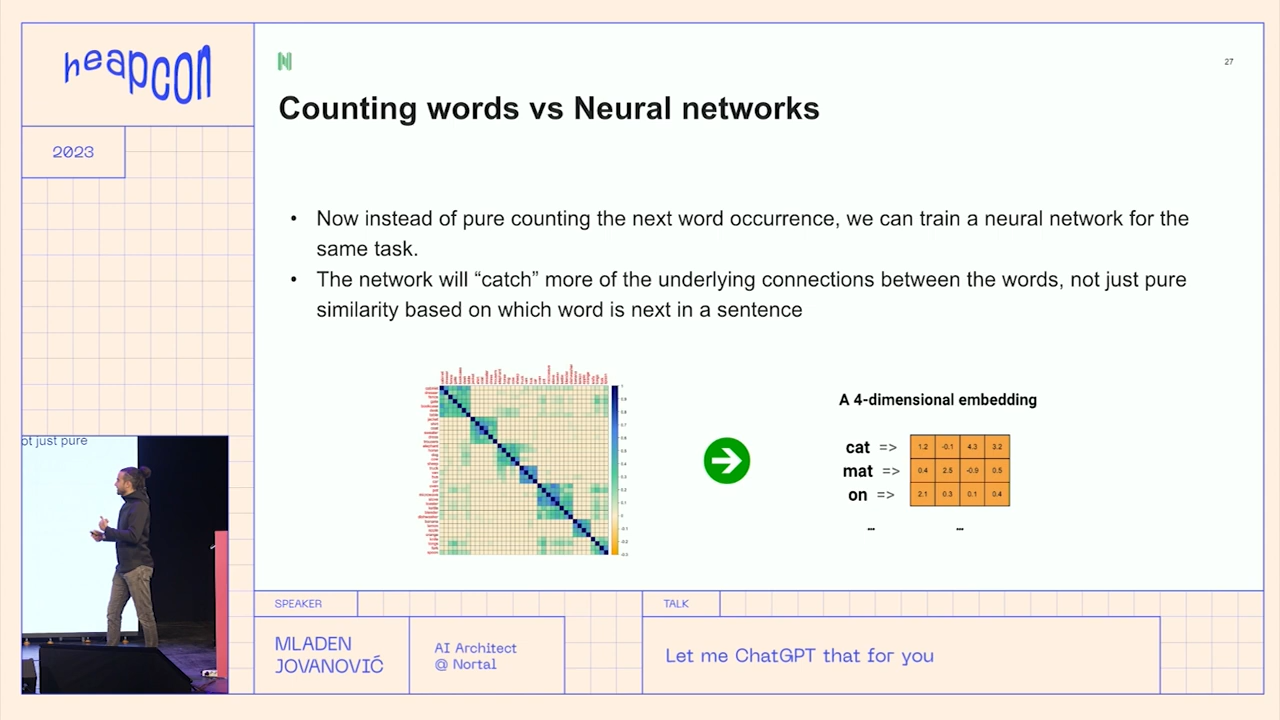 heapcon
2023
N
27
Counting words vs Neural networks
• Now instead of pure counting the next word occurrence, we can train a neural network for the
same task.
• The network will “catch” more of the underlying connections between the words, not just pure
similarity based on which word is next in a sentence
A 4-dimensional embedding
cat => 1.2 -0.1 4.3 3.2
mat => 0.4 2.5 -0.9 0.5
on => 2.1 0.3 0.1 0.4
... ...
ot just pure
SPEAKER
MLADEN
JOVANOVIĆ
AI Architect
@ Nortal
TALK
Let me ChatGPT that for you